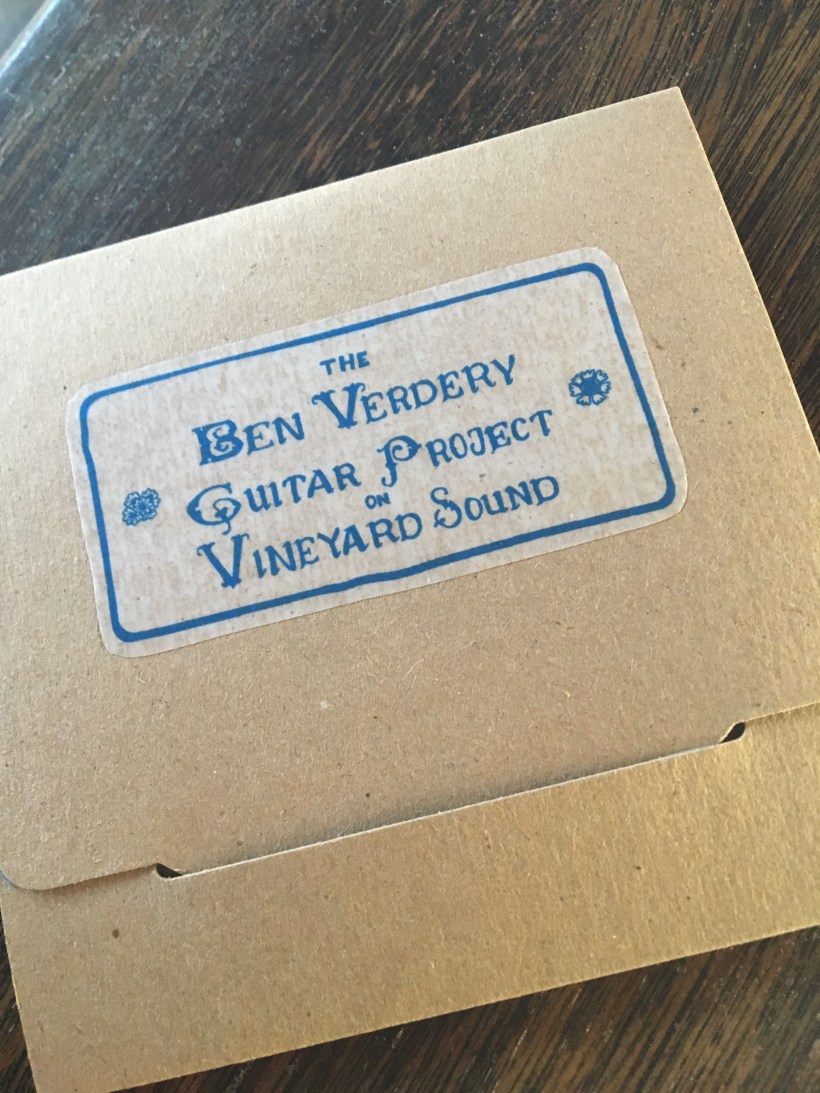 THE
BEN VERDERY
GUITAR PROJECT
ON
VINEYARD SOUND